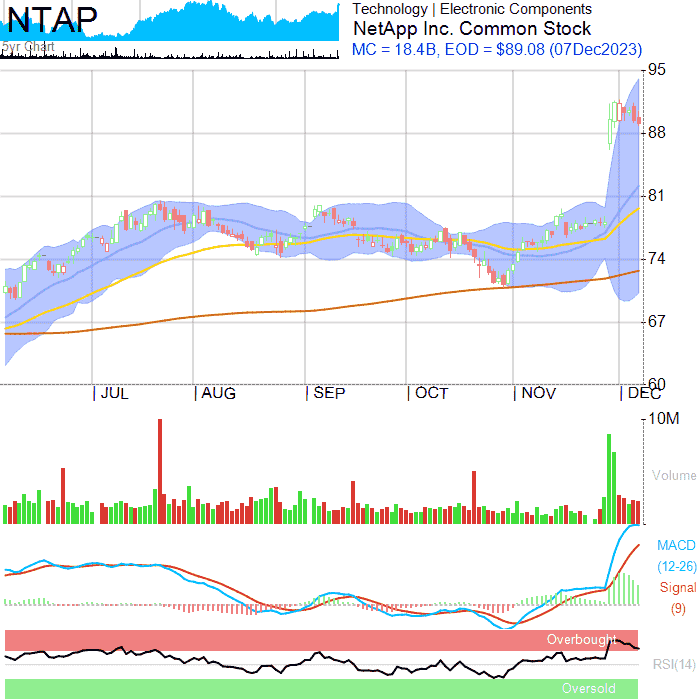 NTAP
5yr Chart
Technology | Electronic Components
NetApp Inc. Common Stock
MC = 18.4B, EOD = $89.08 (07Dec2023)
95
88
81
74
67
60
JUL AUG SEP OCT NOV DEC
10M
Volume
MACD
(12-26)
Signal
(9)
Overbought
RSI(14)
Oversold